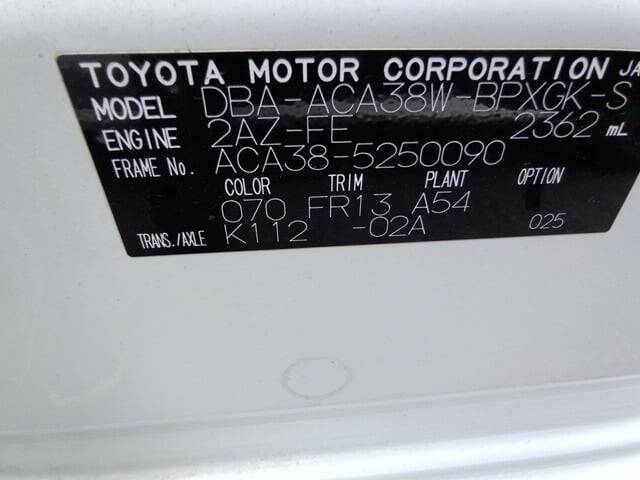 TOYOTA MOTOR CORPORATION JA
MODEL DBA-ACA38W-BPXGK-S
ENGINE 2AZ-FE 2362 mL
FRAME No. ACA38-5250090
COLOR TRIM PLANT OPTION
070 FR13 A54
TRANS./AXLE K112 -02A 025